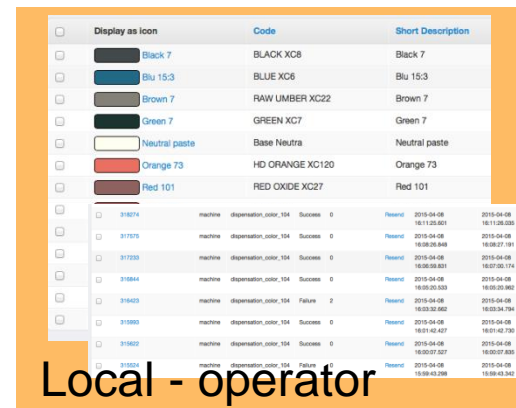 Display as icon Code Short Description
Black 7 BLACK XC8 Black 7
Blu 15:3 BLUE XC6 Blu 15:3
Brown 7 RAW UMBER XC22 Brown 7
Green 7 GREEN XC7 Green 7
Neutral paste Base Neutra Neutral paste
Orange 73 HD ORANGE XC120 Orange 73
Red 101 RED OXIDE XC27 Red 101
318274 machine dispensation_color_104 Success 0 Resend 2015-04-08 2015-04-08
16:11:25.601 16:11:26.035
317575 machine dispensation_color_104 Success 0 Resend 2015-04-08 2015-04-08
16:08:26.848 16:08:27.191
317233 machine dispensation_color_104 Success 0 Resend 2015-04-08 2015-04-08
16:06:59.831 16:07:00.174
316844 machine dispensation_color_104 Success 0 Resend 2015-04-08 2015-04-08
16:05:20.533 16:05:20.962
316423 machine dispensation_color_104 Failure 2 Resend 2015-04-08 2015-04-08
16:03:32.662 16:03:34.794
machine dispensation_color_104 Success 0 Resend 2015-04-08 2015-04-08
16:01:42.427 16:01:42.730
315622 machine dispensation_color_104 Success 0 Resend 2015-04-08 2015-04-08
16:00:07.527 16:00:07.835
315524 machine dispensation_color_104 Failure 0 Resend 2015-04-08 2015-04-08
15:59:43.298 15:59:43.342
Local - operator